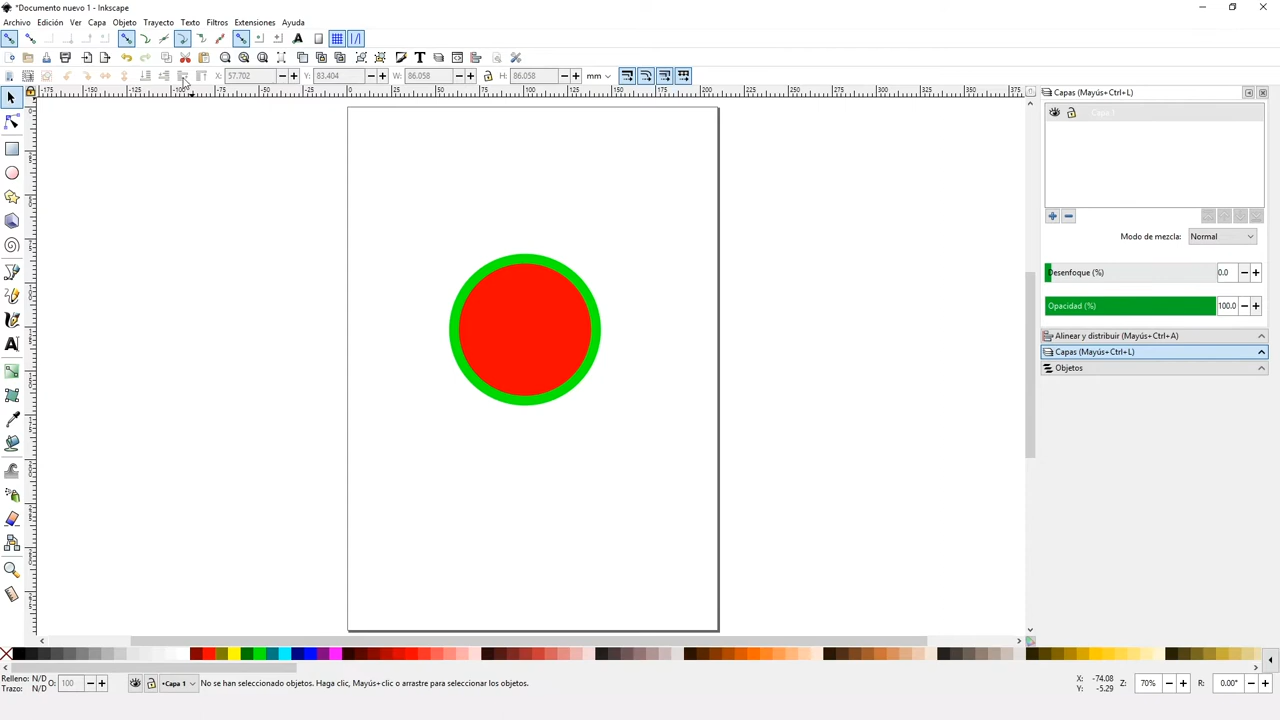 *Documento nuevo 1 - Inkscape
Archivo Edición Ver Capa Objeto Trayecto Texto Filtros Extensiones Ayuda
X: 57.702 Y: 83.404 W: 86.058 H: 86.058 mm
Capas (Mayús+Ctrl+L)
Capa 1
Modo de mezcla: Normal
Desenfoque (%) 0.0
Opacidad (%) 100.0
Alinear y distribuir (Mayús+Ctrl+A)
Capas (Mayús+Ctrl+L)
Objetos
Relleno: N/D O: 100
Trazo: N/D
•Capa 1 No se han seleccionado objetos. Haga clic, Mayús+clic o arrastre para seleccionar los objetos.
X: -74.08
Y: -5.29
Z: 70% R: 0.00°